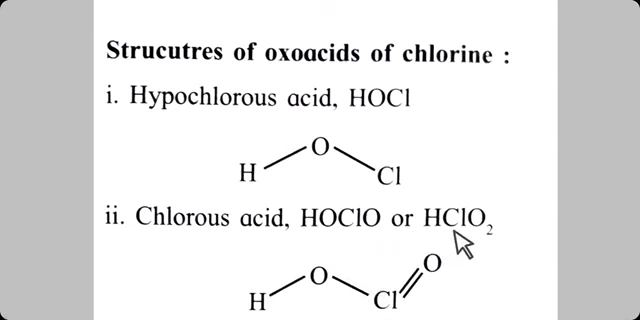 Strucutres of oxoacids of chlorine :
i. Hypochlorous acid, HOCl
O
H
Cl
ii. Chlorous acid, HOClO or HClO₂
O
O
H
Cl